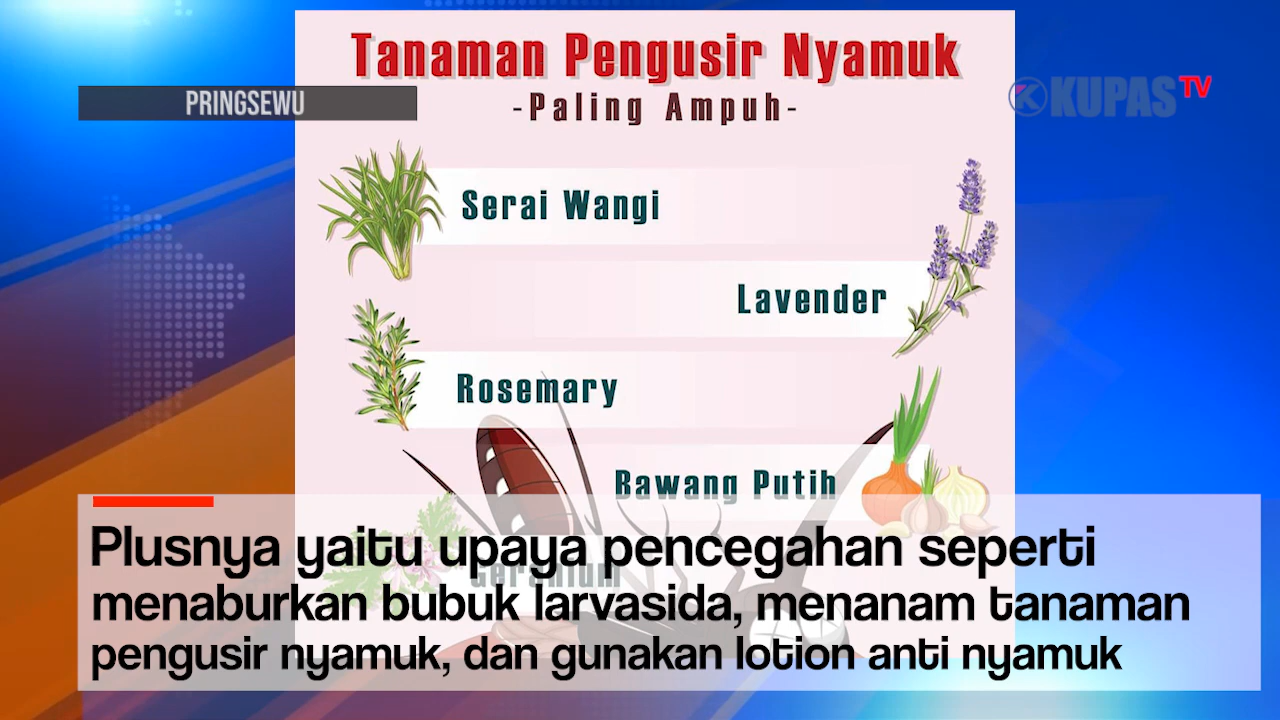 Tanaman Pengusir Nyamuk
-Paling Ampuh-
PRINGSEWU
KUPAS TV
Serai Wangi
Lavender
Rosemary
Bawang Putih
Geranium
Plusnya yaitu upaya pencegahan seperti
menaburkan bubuk larvasida, menanam tanaman
pengusir nyamuk, dan gunakan lotion anti nyamuk